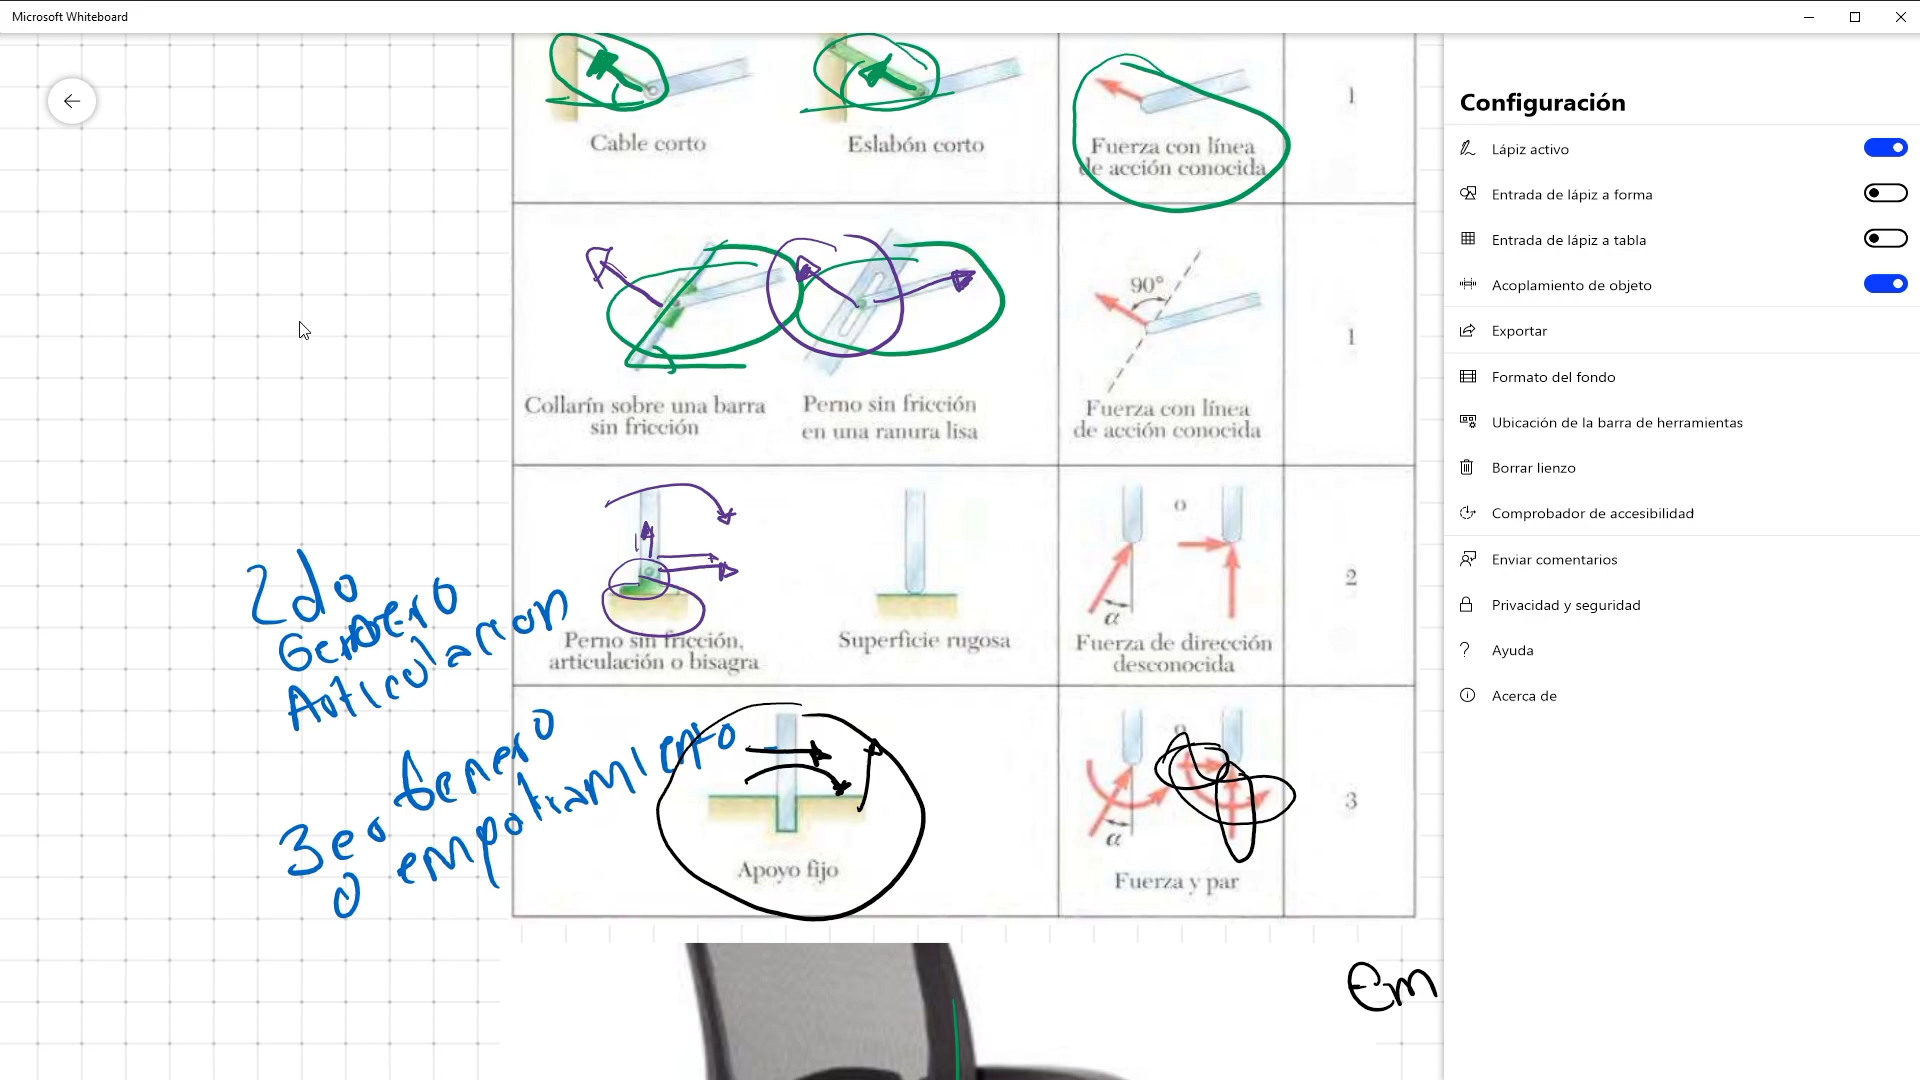 Microsoft Whiteboard
Cable corto
Eslabón corto
Fuerza con línea
de acción conocida
1
90°
1
Collarín sobre una barra
sin fricción
Perno sin fricción
en una ranura lisa
Fuerza con línea
de acción conocida
o
α
2
Perno sin fricción,
articulación o bisagra
Superficie rugosa
Fuerza de dirección
desconocida
2do
Genero
Articulacion
3er Genero
o empotramiento
o
α
3
Apoyo fijo
Fuerza y par
Em
Configuración
Lápiz activo
Entrada de lápiz a forma
Entrada de lápiz a tabla
Acoplamiento de objeto
Exportar
Formato del fondo
Ubicación de la barra de herramientas
Borrar lienzo
Comprobador de accesibilidad
Enviar comentarios
Privacidad y seguridad
Ayuda
Acerca de